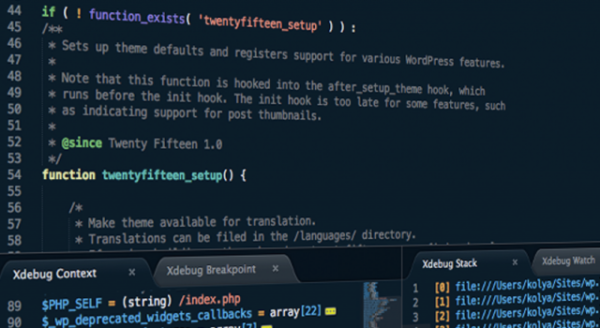 44 if ( ! function_exists( 'twentyfifteen_setup' ) ) :
45 /**
46 * Sets up theme defaults and registers support for various WordPress features.
47 *
48 * Note that this function is hooked into the after_setup_theme hook, which
49 * runs before the init hook. The init hook is too late for some features, such
50 * as indicating support for post thumbnails.
51 *
52 * @since Twenty Fifteen 1.0
53 */
54 function twentyfifteen_setup() {
55
56 /*
57 * Make theme available for translation.
58 * Translations can be filed in the /languages/ directory.
Xdebug Context × Xdebug Breakpoint ×
89 $PHP_SELF = (string) /index.php
90 $_wp_deprecated_widgets_callbacks = array[22]
Xdebug Stack × Xdebug Watch
1 [0] file:///Users/kolya/Sites/wp.
2 [1] file:///Users/kolya/Sites/wp.
3 [2] file:///Users/kolya/Sites/wp.